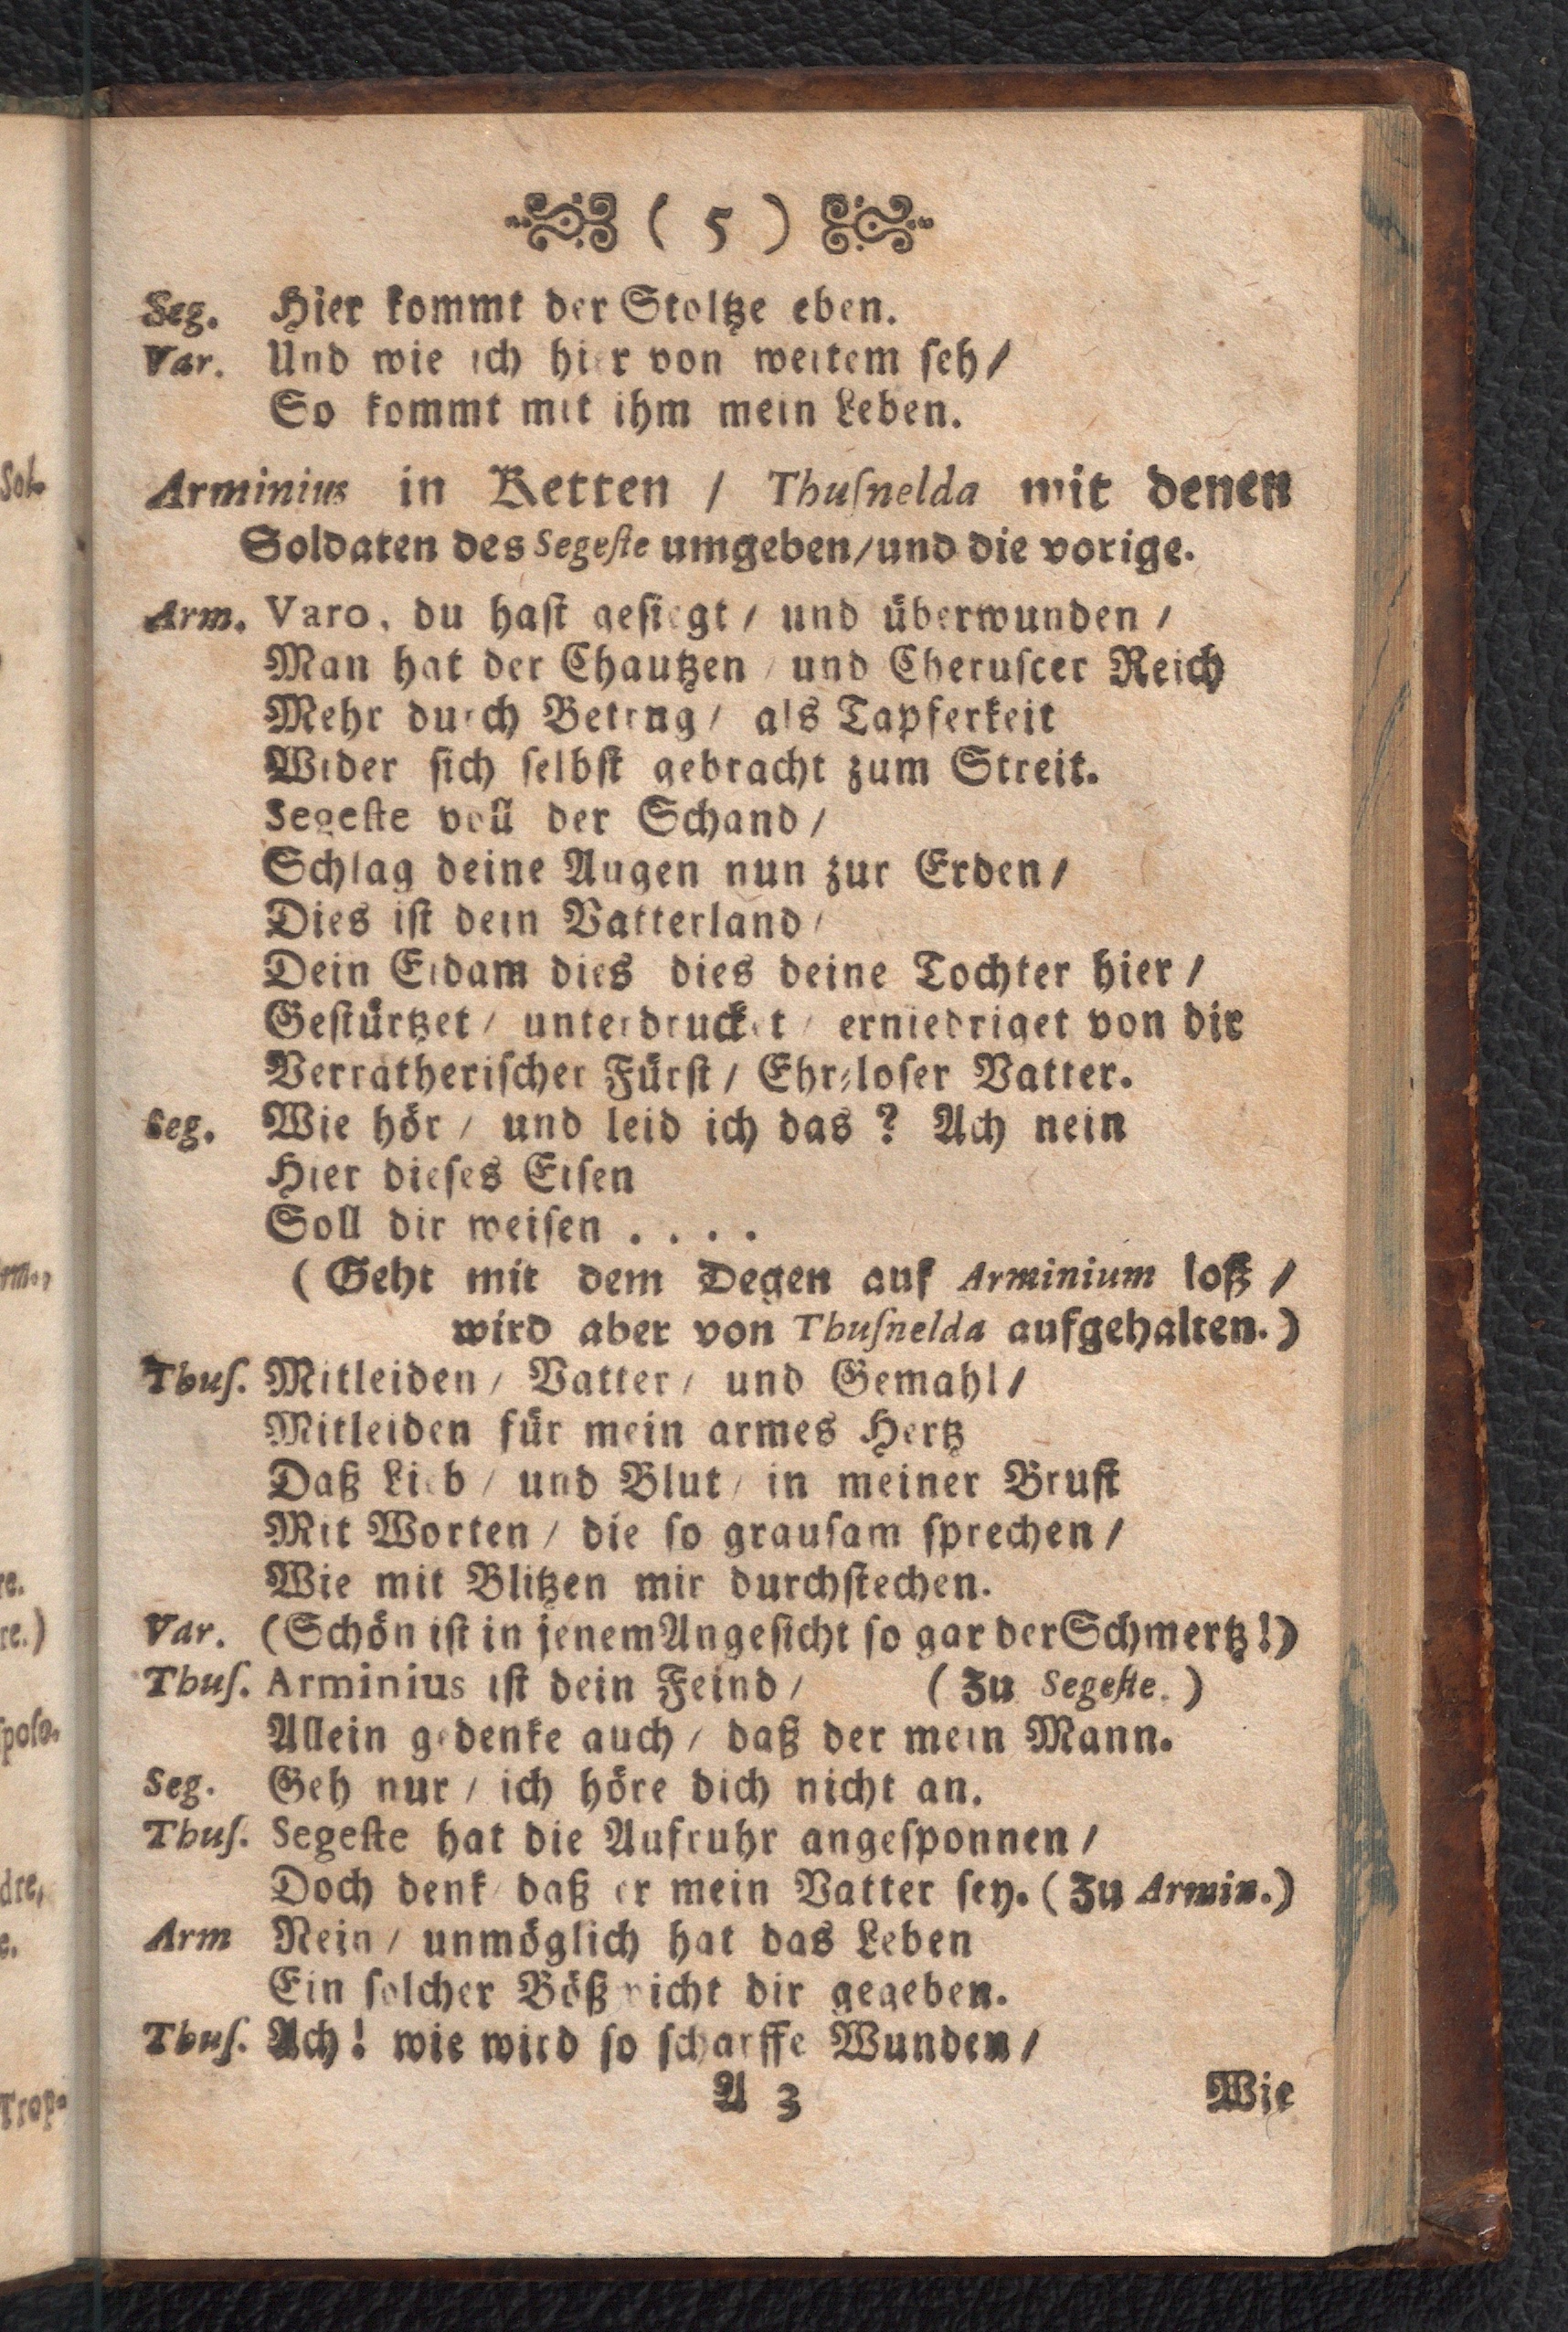 ( 5 )
Seg. Hier kommt der Stoltze eben.
Var. Und wie ich hier von weitem ſeh /
So kommt mit ihm mein Leben.
Arminius in Ketten / Thuſnelda mit denen
Soldaten des Segeſte umgeben / und die vorige.
Arm. Varo, du haſt geſiegt / und überwunden /
Man hat der Chautzen / und Cheruſcer Reich
Mehr durch Betrug / als Tapferkeit
Wider ſich ſelbſt gebracht zum Streit.
Segeſte voll der Schand /
Schlag deine Augen nun zur Erden /
Dies iſt dein Vatterland /
Dein Eidam dies dies deine Tochter hier /
Geſtürtzet / unterdrucket / erniedriget von dir
Verrätheriſcher Fürſt / Ehr-loſer Vatter.
Seg. Wie hör / und leid ich das ? Ach nein
Hier dieſes Eiſen
Soll dir weiſen . . . .
( Geht mit dem Degen auf Arminium loß /
wird aber von Thuſnelda aufgehalten. )
Thuſ. Mitleiden / Vatter / und Gemahl /
Mitleiden für mein armes Hertz
Daß Lieb / und Blut / in meiner Bruſt
Mit Worten / die ſo grauſam ſprechen /
Wie mit Blitzen mir durchſtechen.
Var. (Schön iſt in jenem Angeſicht ſo gar der Schmertz!)
Thuſ. Arminius iſt dein Feind / ( Zu Segeſte. )
Allein gedenke auch / daß der mein Mann.
Seg. Geh nur / ich höre dich nicht an.
Thuſ. Segeſte hat die Aufruhr angeſponnen /
Doch denk / daß er mein Vatter ſey. ( Zu Armin.)
Arm Nein / unmöglich hat das Leben
Ein ſolcher Bößwicht dir gegeben.
Thuſ. Ach ! wie wird ſo ſcharffe Wunden /
A 3 Wie